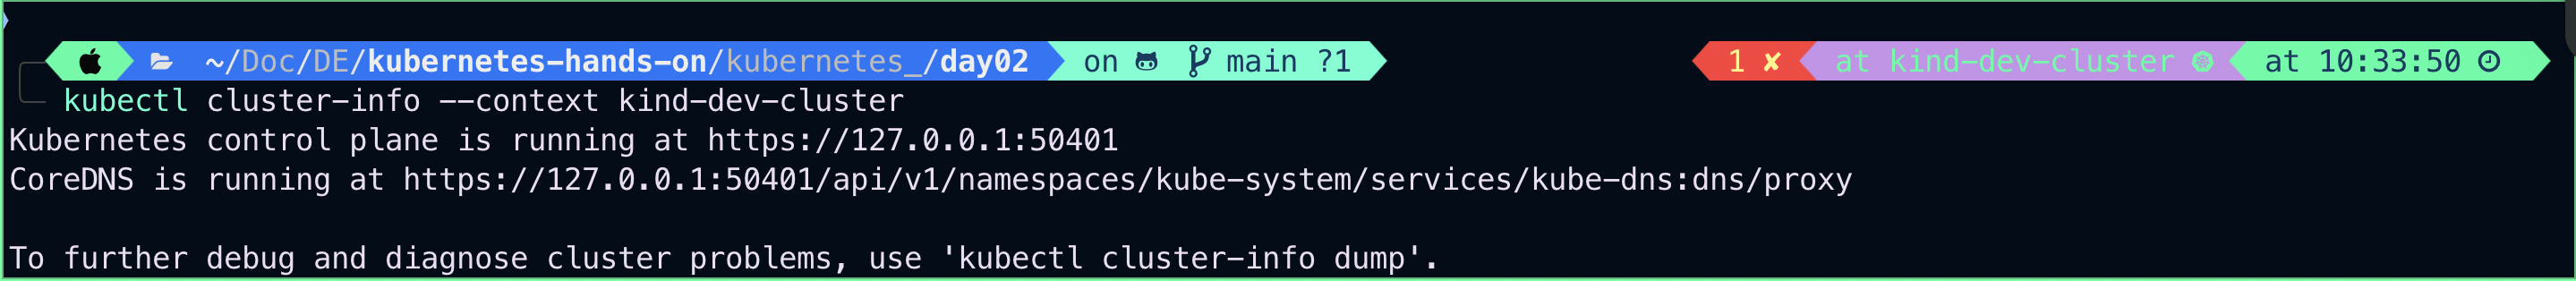 ~/Doc/DE/kubernetes-hands-on/kubernetes_/day02 on main ?1 1 ✘ at kind-dev-cluster at 10:33:50
kubectl cluster-info --context kind-dev-cluster
Kubernetes control plane is running at https://127.0.0.1:50401
CoreDNS is running at https://127.0.0.1:50401/api/v1/namespaces/kube-system/services/kube-dns:dns/proxy
To further debug and diagnose cluster problems, use 'kubectl cluster-info dump'.